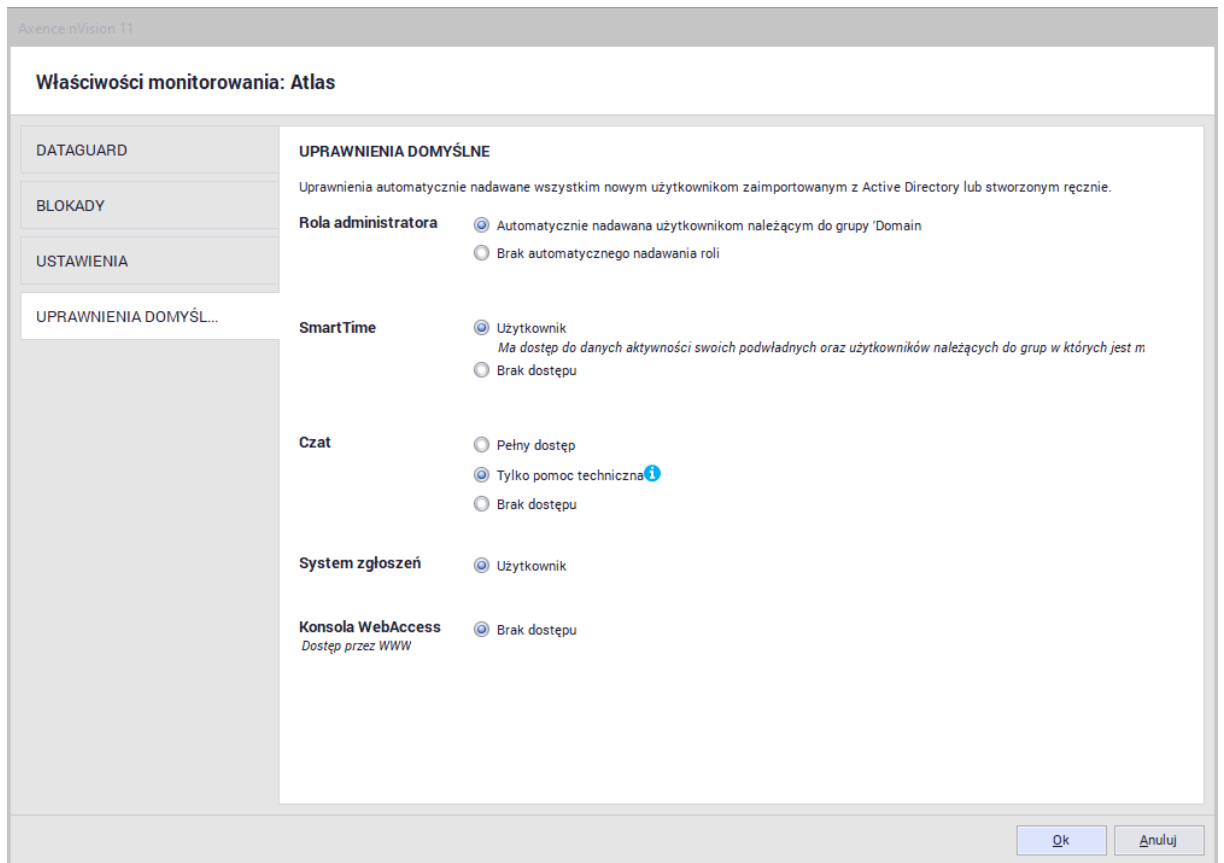 Axence nVision 11
Właściwości monitorowania: Atlas
DATAGUARD
BLOKADY
USTAWIENIA
UPRAWNIENIA DOMYŚL...
UPRAWNIENIA DOMYŚLNE
Uprawnienia automatycznie nadawane wszystkim nowym użytkownikom zaimportowanym z Active Directory lub stworzonym ręcznie.
Rola administratora
Automatycznie nadawana użytkownikom należącym do grupy 'Domain
Brak automatycznego nadawania roli
SmartTime
Użytkownik
Ma dostęp do danych aktywności swoich podwładnych oraz użytkowników należących do grup w których jest m
Brak dostępu
Czat
Pełny dostęp
Tylko pomoc techniczna
Brak dostępu
System zgłoszeń
Użytkownik
Konsola WebAccess
Dostęp przez WWW
Brak dostępu
Ok
Anuluj